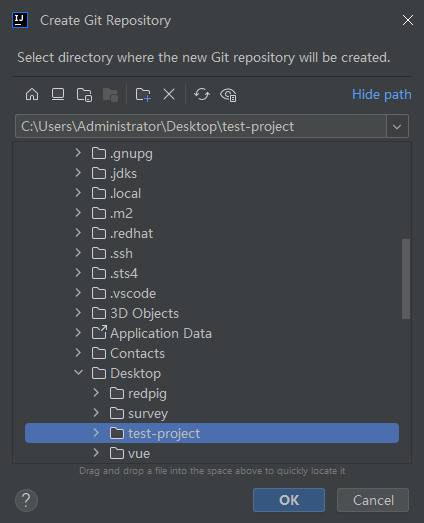 IJ Create Git Repository
Select directory where the new Git repository will be created.
Hide path
C:\Users\Administrator\Desktop\test-project
.gnupg
.jdks
.local
.m2
.redhat
.ssh
.sts4
.vscode
3D Objects
Application Data
Contacts
Desktop
redpig
survey
test-project
vue
Drag and drop a file into the space above to quickly locate it
? OK Cancel